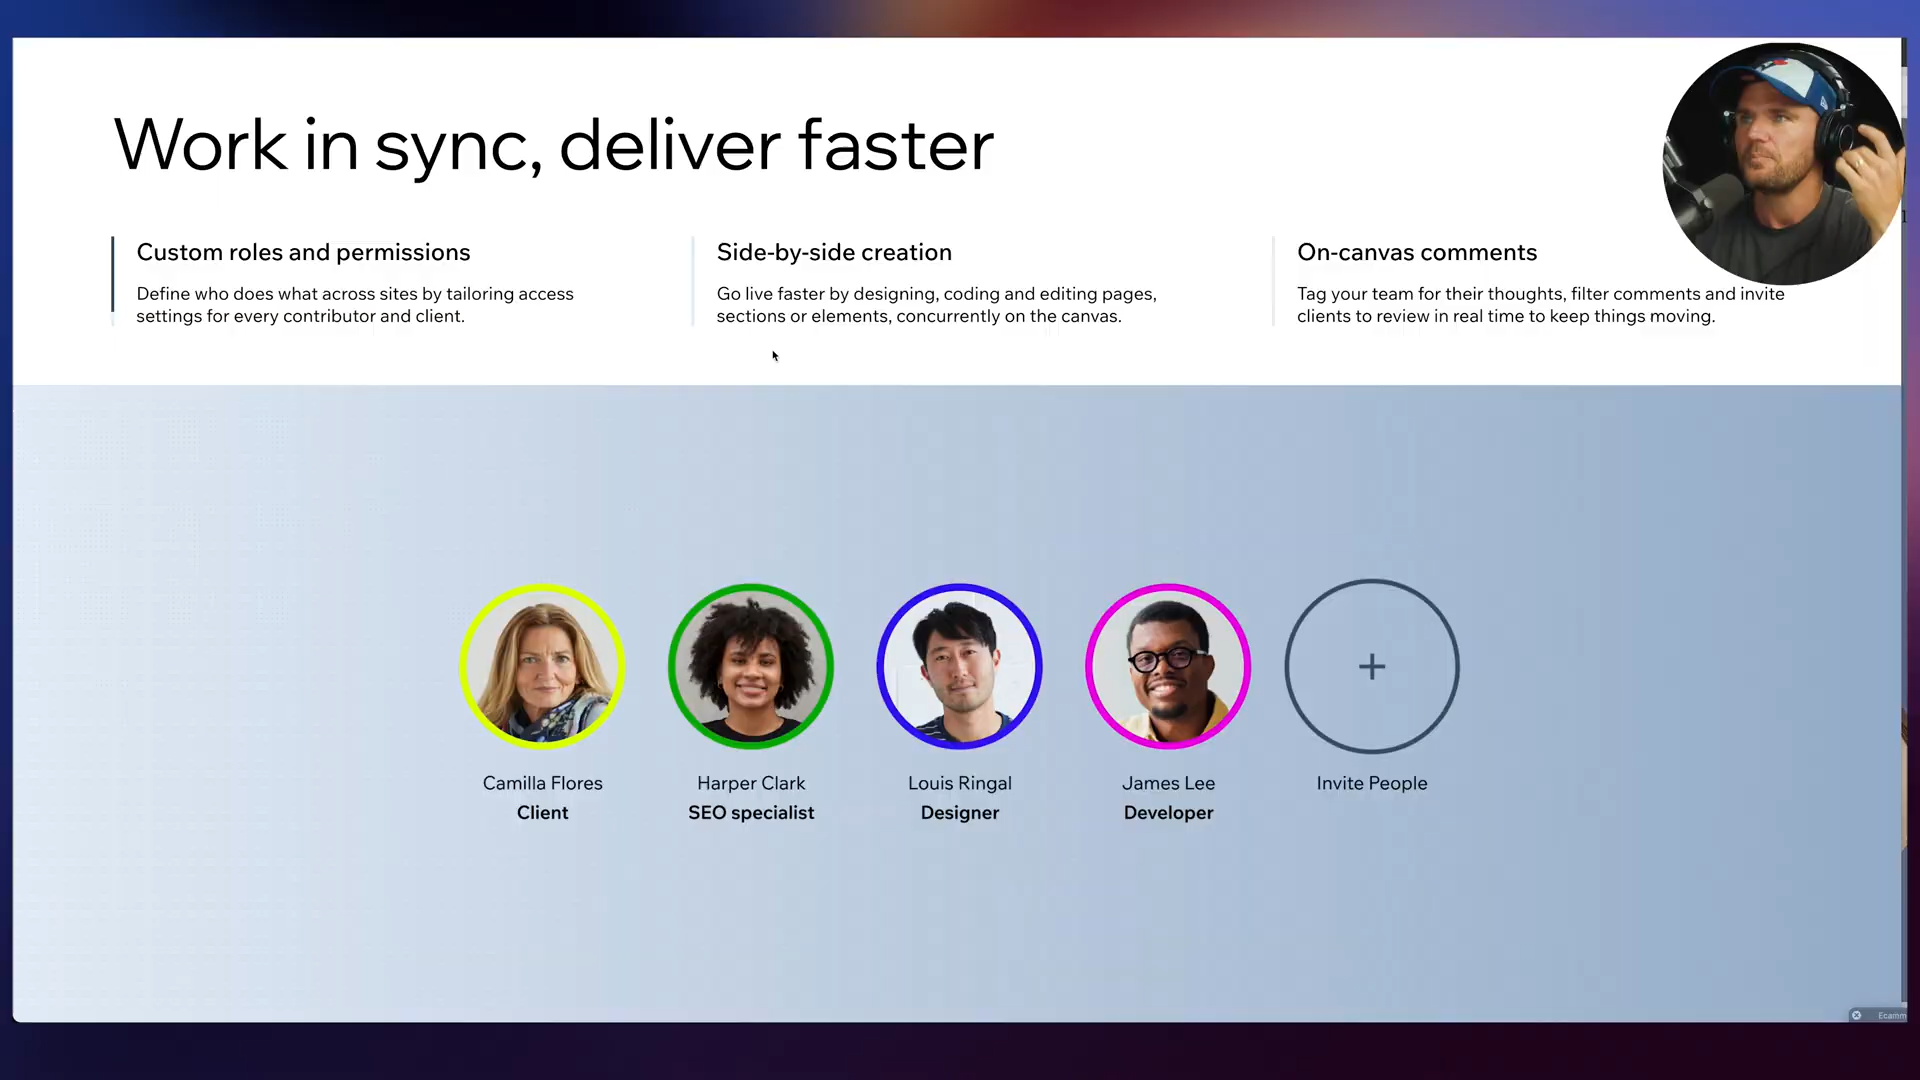 Work in sync, deliver faster
Custom roles and permissions
Define who does what across sites by tailoring access
settings for every contributor and client.
Side-by-side creation
Go live faster by designing, coding and editing pages,
sections or elements, concurrently on the canvas.
On-canvas comments
Tag your team for their thoughts, filter comments and invite
clients to review in real time to keep things moving.
Camilla Flores
Client
Harper Clark
SEO specialist
Louis Ringal
Designer
James Lee
Developer
Invite People
Ecamm